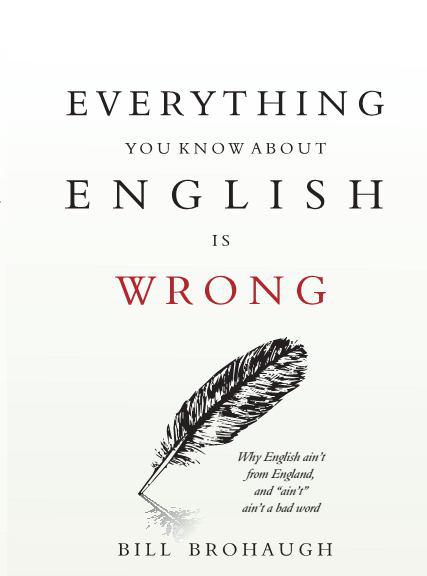 EVERYTHING
YOU KNOW ABOUT
ENGLISH
IS
WRONG
Why English ain't
from England,
and “ain't”
ain't a bad word
BILL BROHAUGH